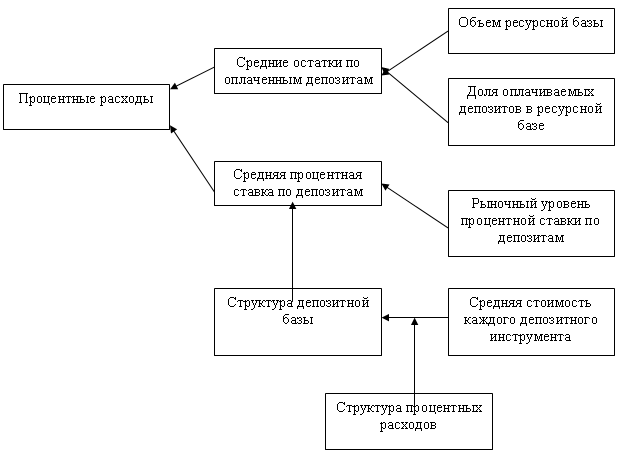 Объем ресурсной базы
Средние остатки по
оплаченным депозитам
Процентные расходы
Доля оплачиваемых
депозитов в ресурсной
базе
Средняя процентная
ставка по депозитам
Рыночный уровень
процентной ставки по
депозитам
Структура депозитной
базы
Средняя стоимость
каждого депозитного
инструмента
Структура процентных
расходов